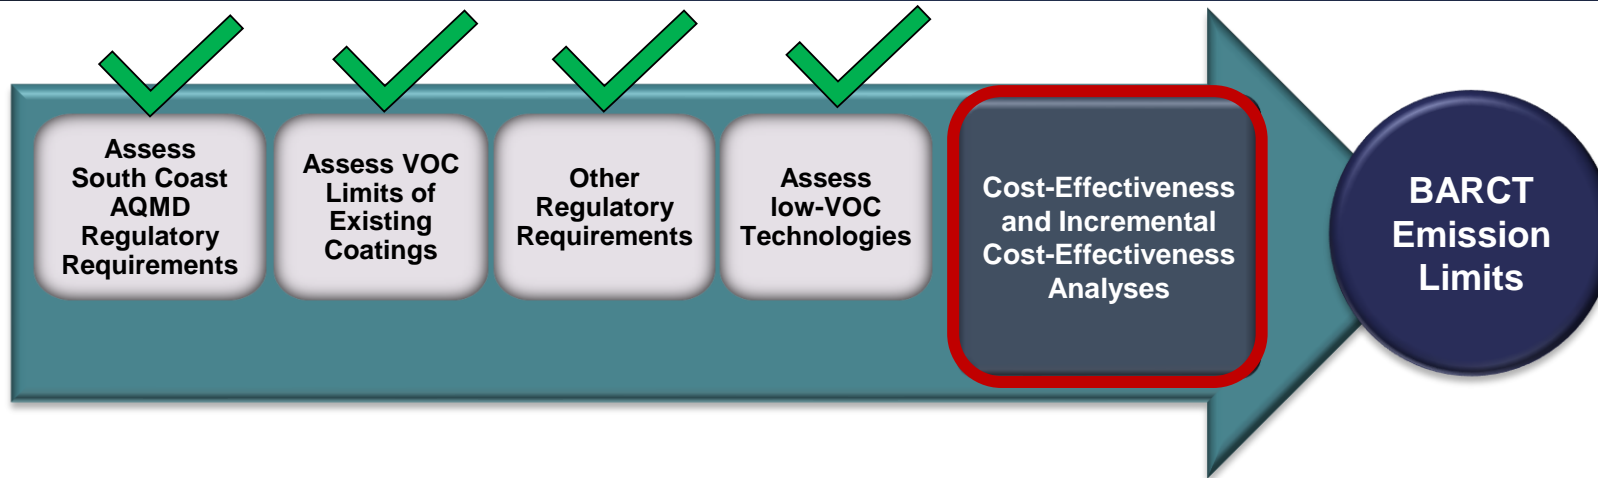 Assess
South Coast
AQMD
Regulatory
Requirements
Assess VOC
Limits of
Existing
Coatings
Other
Regulatory
Requirements
Assess
low-VOC
Technologies
Cost-Effectiveness
and Incremental
Cost-Effectiveness
Analyses
BARCT
Emission
Limits